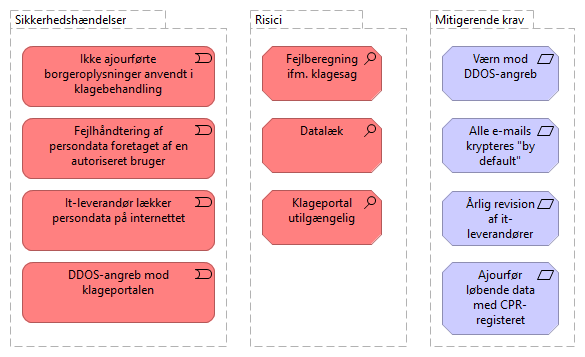 Sikkerhedshændelser
Ikke ajourførte
borgeroplysninger anvendt i
klagebehandling
Fejlhåndtering af
persondata foretaget af en
autoriseret bruger
It-leverandør lækker
persondata på internettet
DDOS-angreb mod
klageportalen
Risici
Fejlberegning
ifm. klagesag
Datalæk
Klageportal
utilgængelig
Mitigerende krav
Værn mod
DDOS-angreb
Alle e-mails
krypteres "by
default"
Årlig revision
af it-
leverandører
Ajourfør
løbende data
med CPR-
registeret